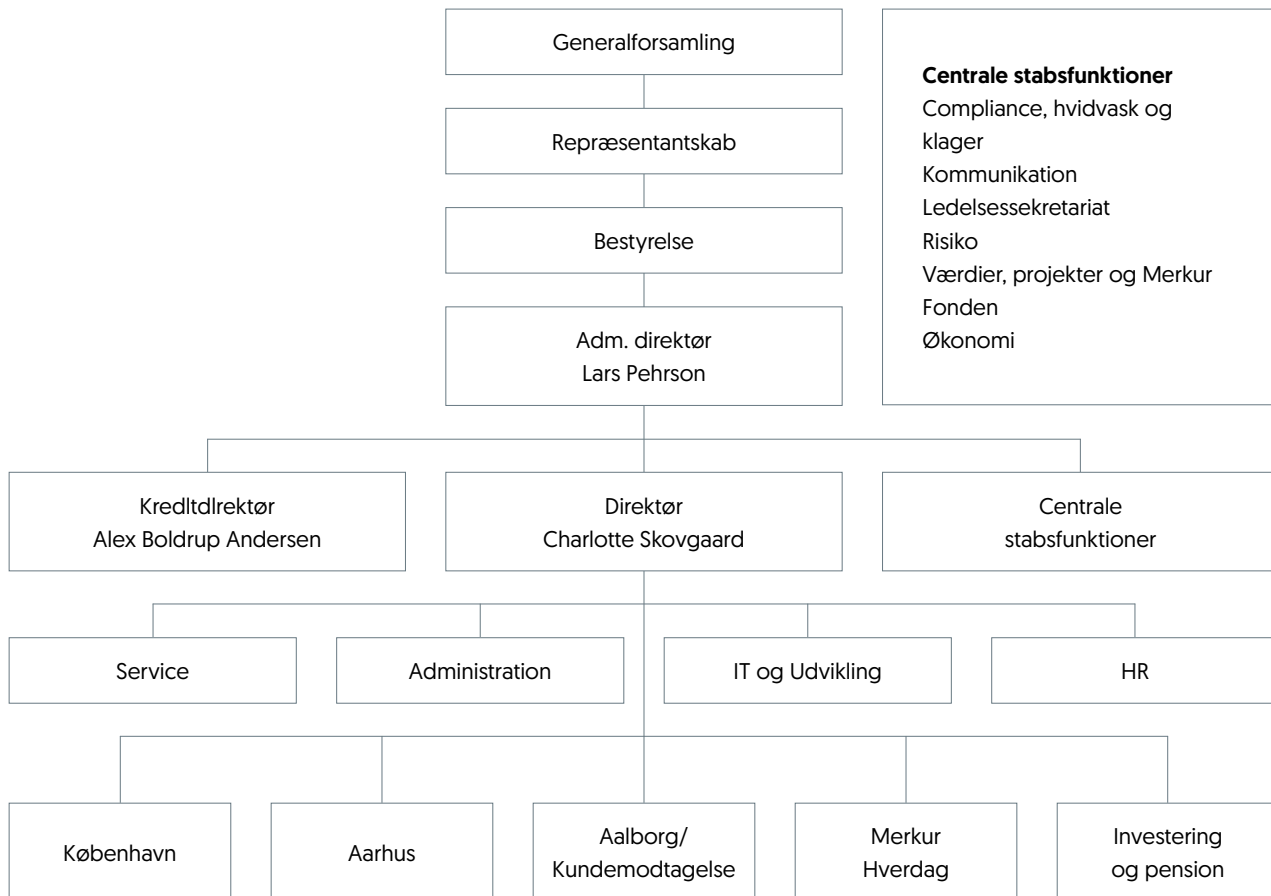 Generalforsamling
Repræsentantskab
Bestyrelse
Adm. direktør
Lars Pehrson
Centrale stabsfunktioner
Compliance, hvidvask og
klager
Kommunikation
Ledelsessekretariat
Risiko
Værdier, projekter og Merkur
Fonden
Økonomi
Kredltdlrektør
Alex Boldrup Andersen
Direktør
Charlotte Skovgaard
Centrale
stabsfunktioner
Service
Administration
IT og Udvikling
HR
København
Aarhus
Aalborg/
Kundemodtagelse
Merkur
Hverdag
Investering
og pension